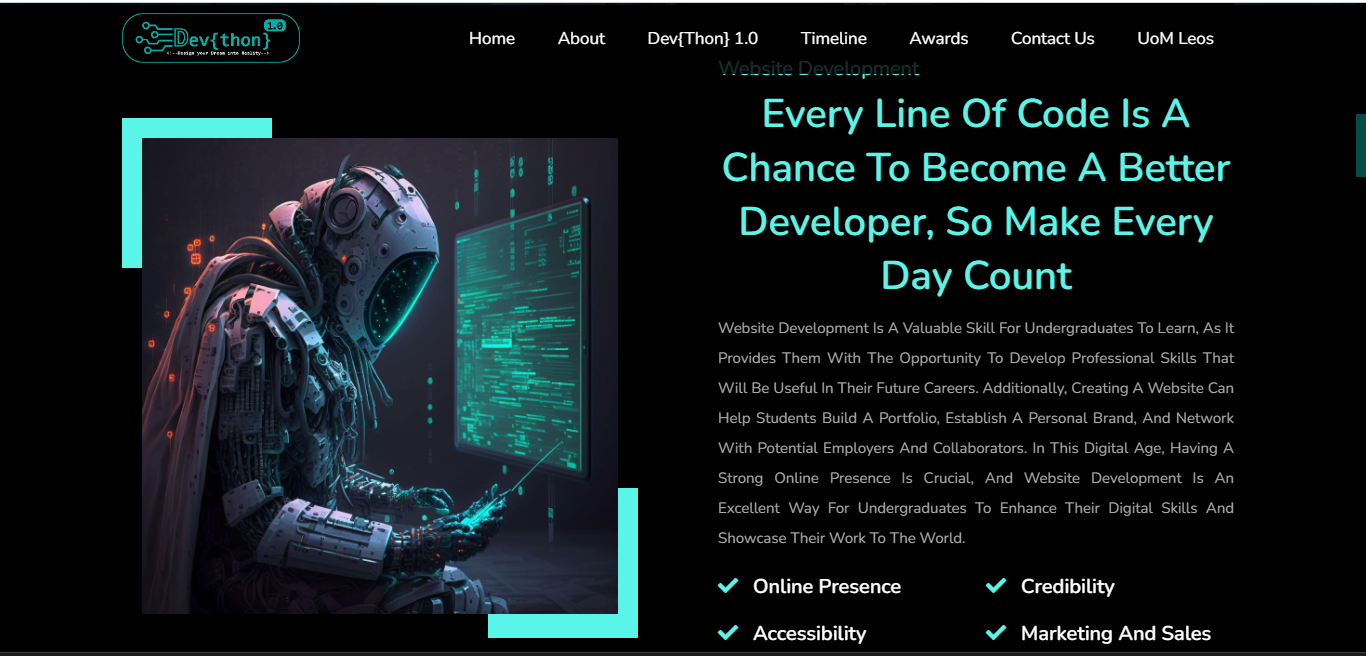 1.0
Dev{thon}
<!--Design your Dream into Reality-->
Home About Dev{Thon} 1.0 Timeline Awards Contact Us UoM Leos
Website Development
Every Line Of Code Is A
Chance To Become A Better
Developer, So Make Every
Day Count
Website Development Is A Valuable Skill For Undergraduates To Learn, As It
Provides Them With The Opportunity To Develop Professional Skills That
Will Be Useful In Their Future Careers. Additionally, Creating A Website Can
Help Students Build A Portfolio, Establish A Personal Brand, And Network
With Potential Employers And Collaborators. In This Digital Age, Having A
Strong Online Presence Is Crucial, And Website Development Is An
Excellent Way For Undergraduates To Enhance Their Digital Skills And
Showcase Their Work To The World.
Online Presence Credibility
Accessibility Marketing And Sales